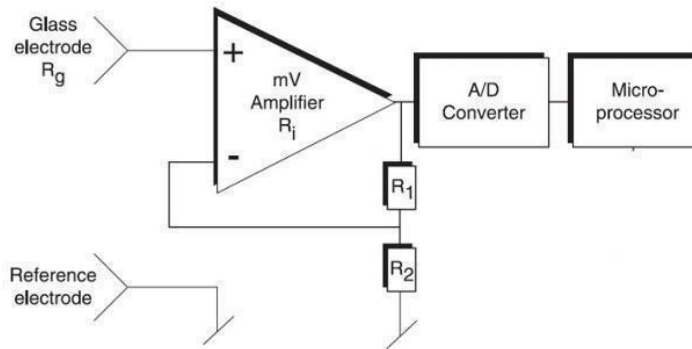 Glass
electrode
Rg
+
mV
Amplifier
Ri
-
A/D
Converter
Micro-
processor
R1
R2
Reference
electrode